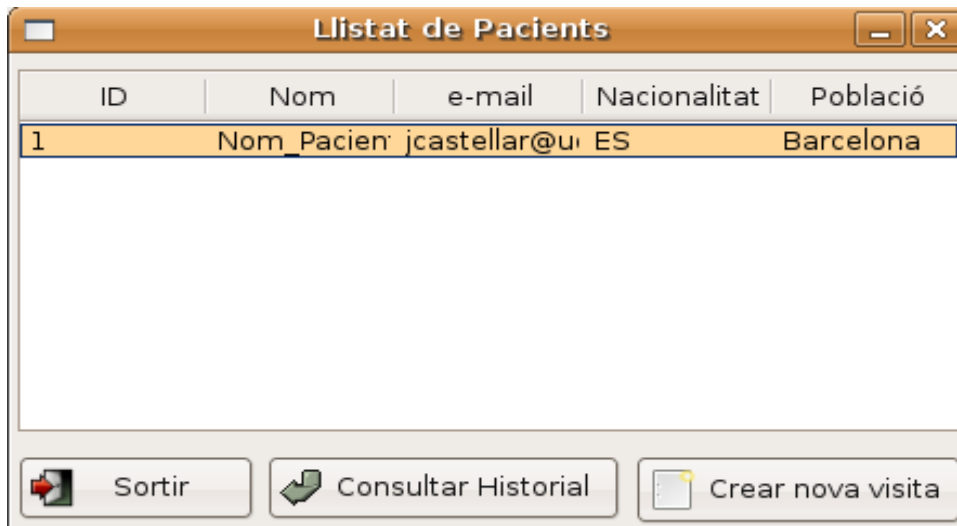 Llistat de Pacients
ID Nom e-mail Nacionalitat Població
1 Nom_Pacien jcastellar@u ES Barcelona
Sortir Consultar Historial Crear nova visita